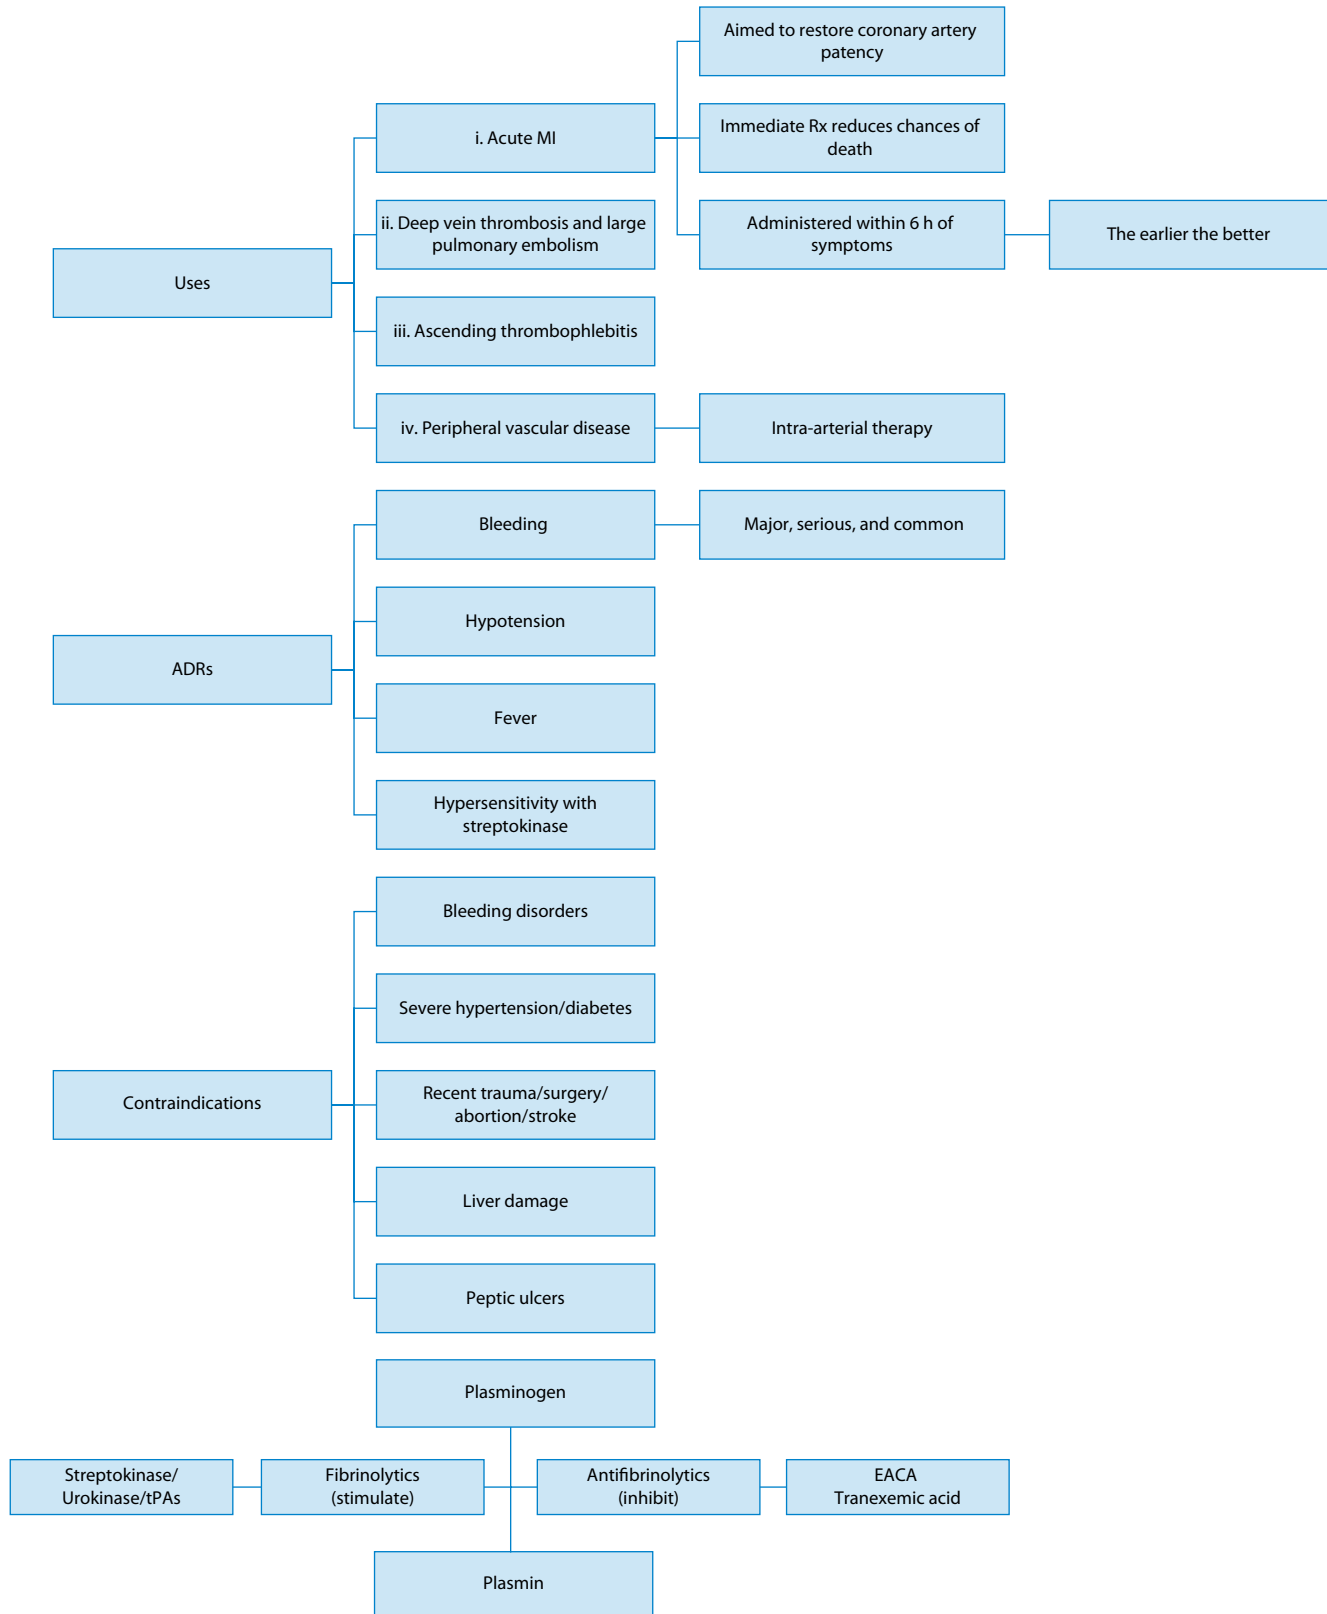 Aimed to restore coronary artery
patency
i. Acute MI
Immediate Rx reduces chances of
death
ii. Deep vein thrombosis and large
pulmonary embolism
Administered within 6 h of
symptoms
The earlier the better
Uses
iii. Ascending thrombophlebitis
iv. Peripheral vascular disease
Intra-arterial therapy
Bleeding
Major, serious, and common
Hypotension
ADRs
Fever
Hypersensitivity with
streptokinase
Bleeding disorders
Severe hypertension/diabetes
Contraindications
Recent trauma/surgery/
abortion/stroke
Liver damage
Peptic ulcers
Plasminogen
Streptokinase/
Urokinase/tPAs
Fibrinolytics
(stimulate)
Antifibrinolytics
(inhibit)
EACA
Tranexemic acid
Plasmin